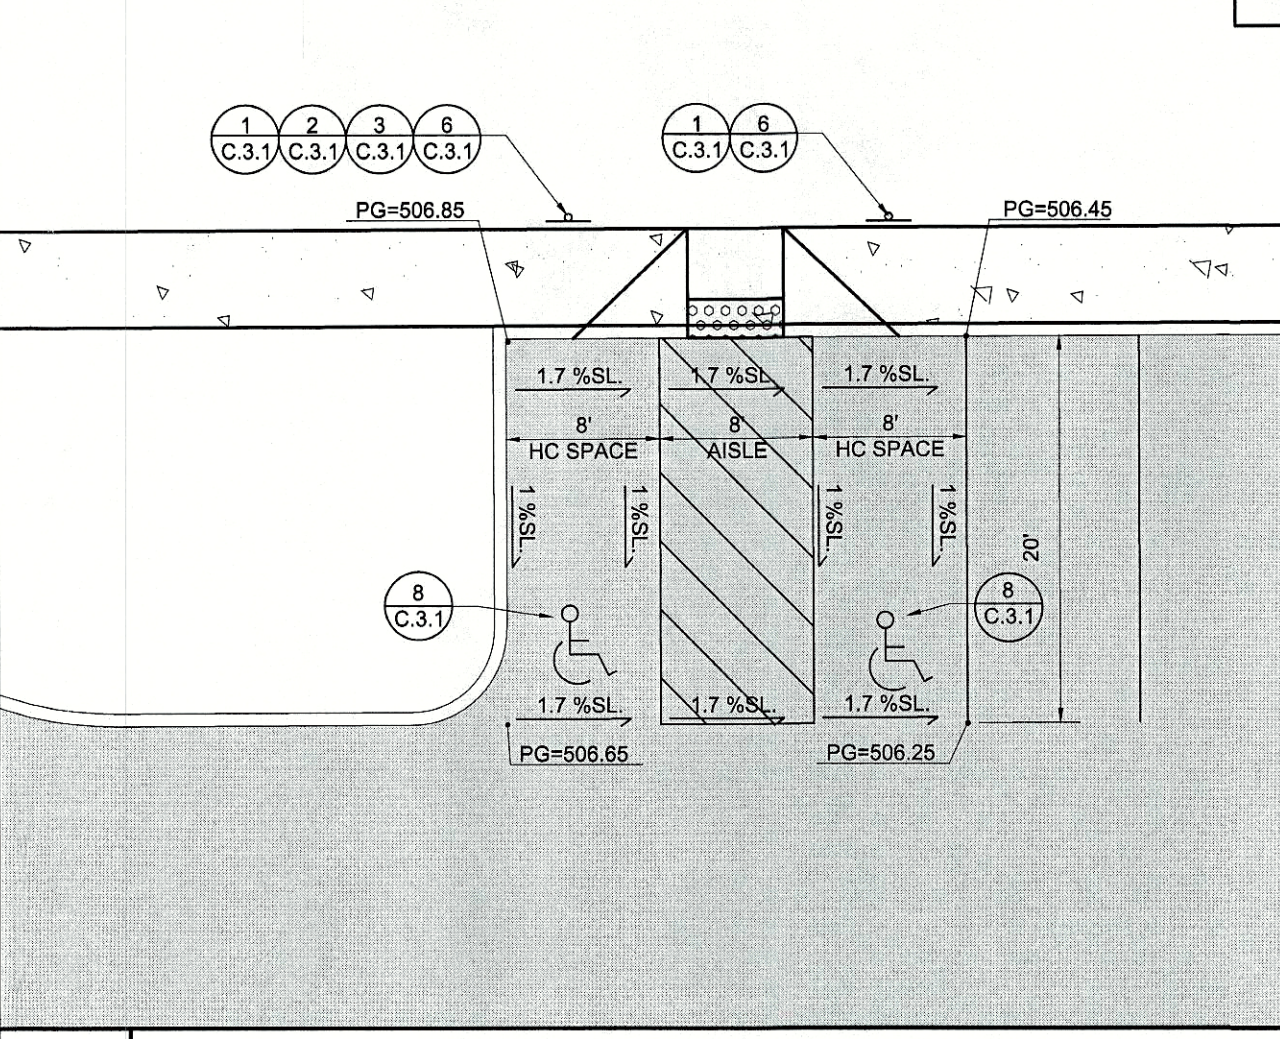 1 2 3 6
C.3.1 C.3.1 C.3.1 C.3.1
1 6
C.3.1 C.3.1
PG=506.85
PG=506.45
1.7 %SL.
1.7 %SL.
1.7 %SL.
8'
HC SPACE
8'
AISLE
8'
HC SPACE
1 %SL.
1 %SL.
1 %SL.
1 %SL.
20'
8
C.3.1
8
C.3.1
1.7 %SL.
1.7 %SL.
1.7 %SL.
PG=506.65
PG=506.25